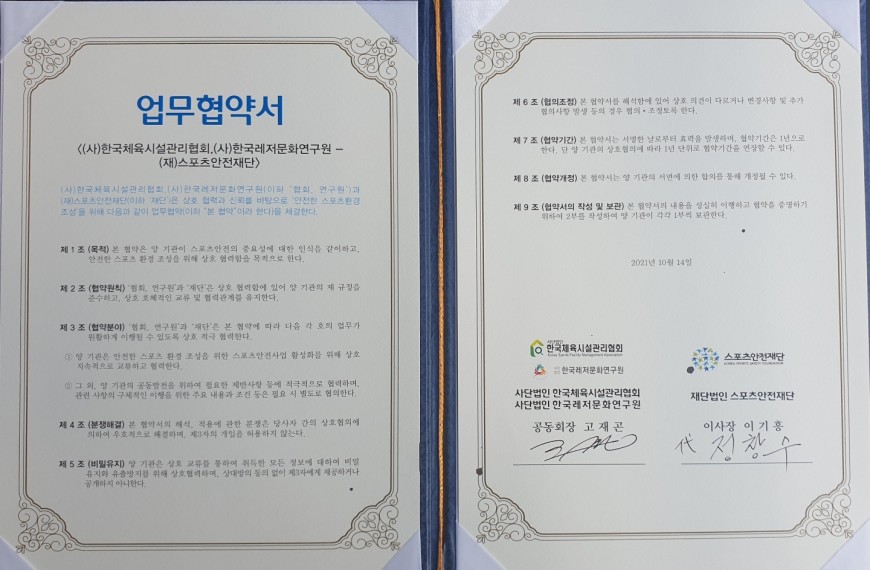 업무협약서
<(사)한국체육시설관리협회,(사)한국레저문화연구원 –
(재)스포츠안전재단>
(사)한국체육시설관리협회,(사)한국레저문화연구원(이하 '협회, 연구원')과
(재)스포츠안전재단(이하 '재단')은 상호 협력과 신뢰를 바탕으로 '안전한 스포츠환경
조성'을 위해 다음과 같이 업무협약(이하 "본 협약"이라 한다)을 체결한다.
제 1 조 (목적) 본 협약은 양 기관이 스포츠안전의 중요성에 대한 인식을 같이하고,
안전한 스포츠 환경 조성을 위해 상호 협력함을 목적으로 한다.
제 2 조 (협약원칙) '협회, 연구원'과 '재단'은 상호 협력함에 있어 양 기관의 제 규정을
준수하고, 상호 호혜적인 교류 및 협력관계를 유지한다.
제 3 조 (협약분야) '협회, 연구원'과 '재단'은 본 협약에 따라 다음 각 호의 업무가
원활하게 이행될 수 있도록 상호 적극 협력한다.
① 양 기관은 안전한 스포츠 환경 조성을 위한 스포츠안전사업 활성화를 위해 상호
지속적으로 교류하고 협력한다.
② 그 외, 양 기관의 공동발전을 위하여 필요한 제반사항 등에 적극적으로 협력하며,
관련 사항의 구체적인 이행을 위한 주요 내용과 조건 등은 필요 시 별도로 협의한다.
제 4 조 (분쟁해결) 본 협약서의 해석, 적용에 관한 분쟁은 당사자 간의 상호협의에
의하여 우호적으로 해결하며, 제3자의 개입을 허용하지 않는다.
제 5 조 (비밀유지) 양 기관은 상호 교류를 통하여 취득한 모든 정보에 대하여 비밀
유지와 유출방지를 위해 상호협력하며, 상대방의 동의 없이 제3자에게 제공하거나
공개하지 아니한다.
제 6 조 (협의조정) 본 협약서를 해석함에 있어 상호 의견이 다르거나 변경사항 및 추가
협의사항 발생 등의 경우 협의・조정토록 한다.
제 7 조 (협약기간) 본 협약서는 서명한 날로부터 효력을 발생하며, 협약기간은 1년으로
한다. 단 양 기관의 상호협의에 따라 1년 단위로 협약기간을 연장할 수 있다.
제 8 조 (협약개정) 본 협약서는 양 기관의 서면에 의한 합의를 통해 개정될 수 있다.
제 9 조 (협약서의 작성 및 보관) 본 협약서의 내용을 성실히 이행하고 협약을 증명하기
위하여 2부를 작성하여 양 기관이 각각 1부씩 보관한다.
2021년 10월 14일
사단법인
한국체육시설관리협회
Korea Sports Facility Management Association
한국레저문화연구원
스포츠안전재단
KOREA SPORTS SAFETY FOUNDATION
사단법인 한국체육시설관리협회
사단법인 한국레저문화연구원
재단법인 스포츠안전재단
공동회장 고재곤
이사장 이기흥
代 정창수